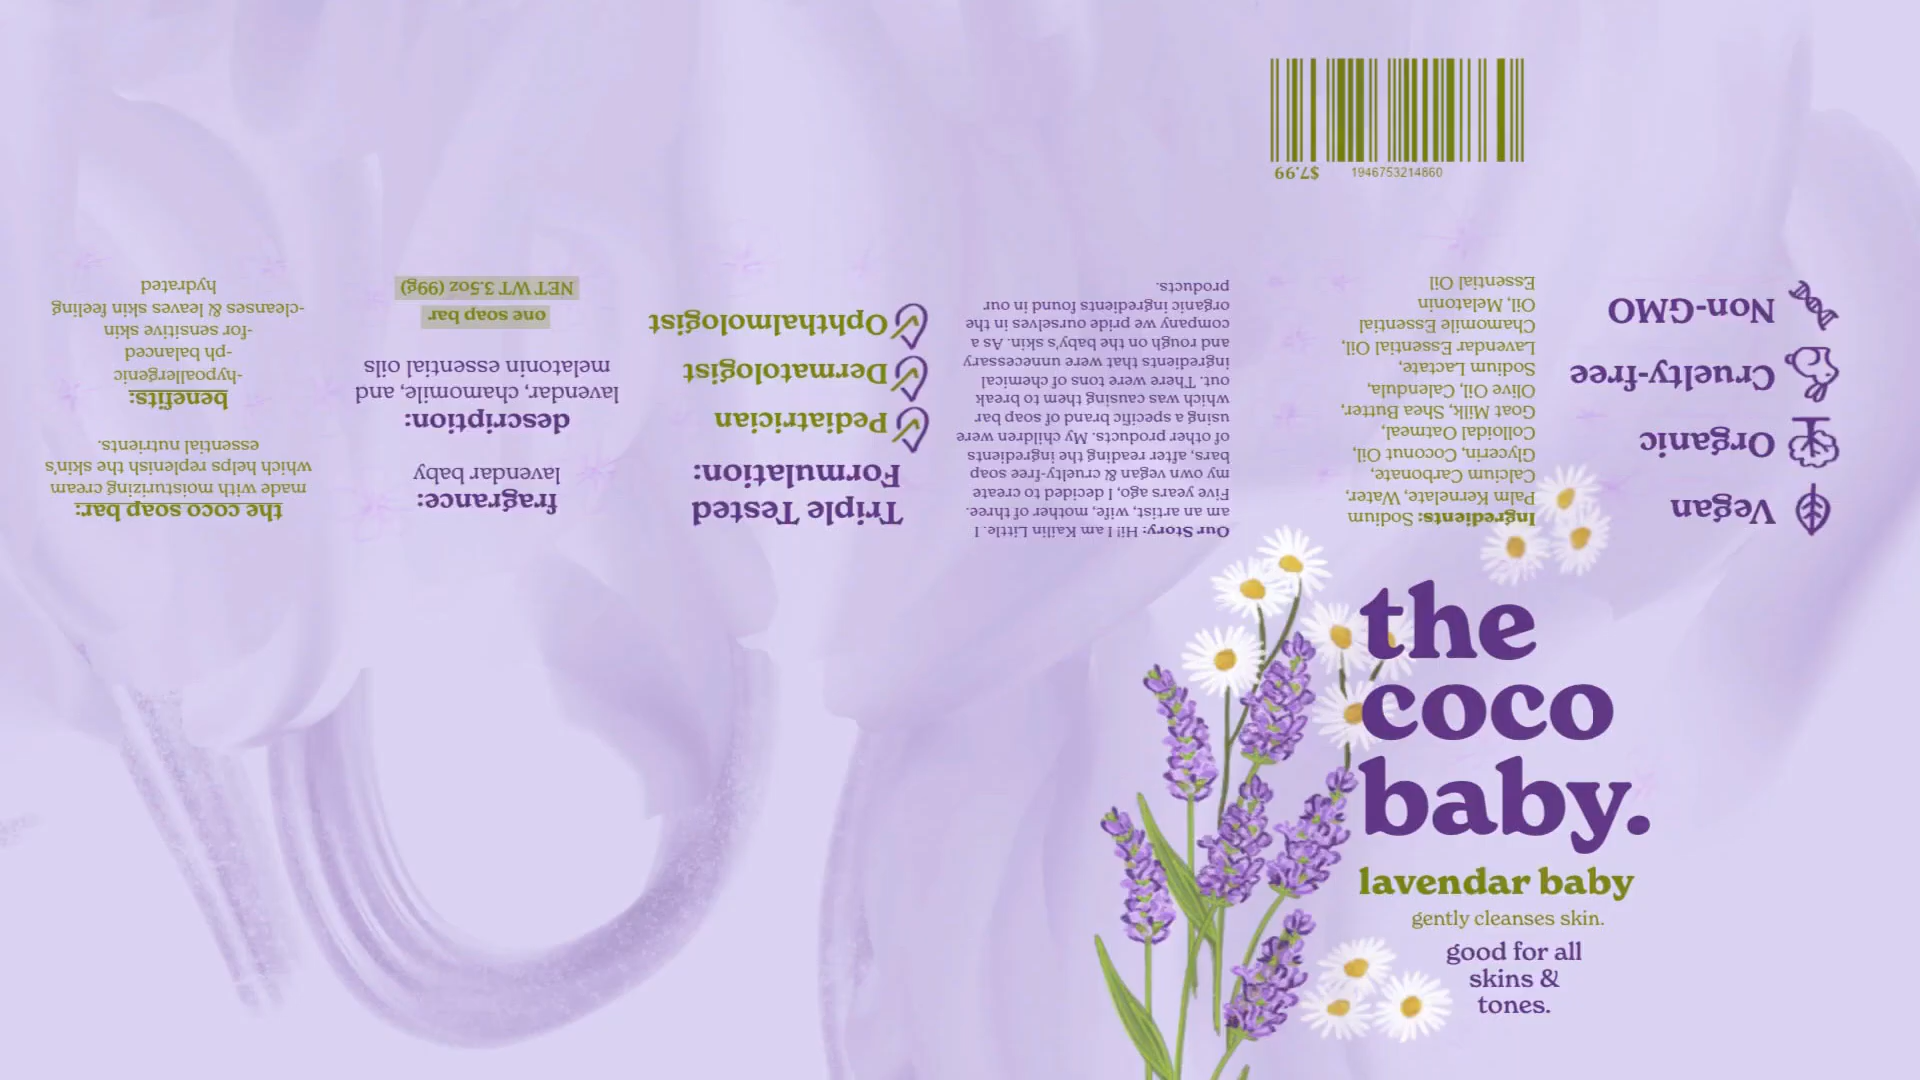 $7.99
1946753214860
the
coco
baby.
lavendar baby
gently cleanses skin.
good for all
skins &
tones.
Vegan
Organic
Cruelty-free
Non-GMO
Ingredients: Sodium
Palm Kernelate, Water,
Calcium Carbonate,
Glycerin, Coconut Oil,
Colloidal Oatmeal,
Goat Milk, Shea Butter,
Olive Oil, Calendula,
Sodium Lactate,
Lavendar Essential Oil,
Chamomile Essential
Oil, Melatonin
Essential Oil
Our Story: Hi! I am Kailin Little. I
am an artist, wife, mother of three.
Five years ago, I decided to create
my own vegan & cruelty-free soap
bars, after reading the ingredients
of other products. My children were
using a specific brand of soap bar
which was causing them to break
out. There were tons of chemical
ingredients that were unnecessary
and rough on the baby's skin. As a
company we pride ourselves in the
organic ingredients found in our
products.
Triple Tested
Formulation:
Pediatrician
Dermatologist
Ophthalmologist
fragrance:
lavendar baby
description:
lavendar, chamomile, and
melatonin essential oils
one soap bar
NET WT 3.5oz (99g)
the coco soap bar:
made with moisturizing cream
which helps replenish the skin's
essential nutrients.
benefits:
-hypoallergenic
-ph balanced
-for sensitive skin
-cleanses & leaves skin feeling
hydrated